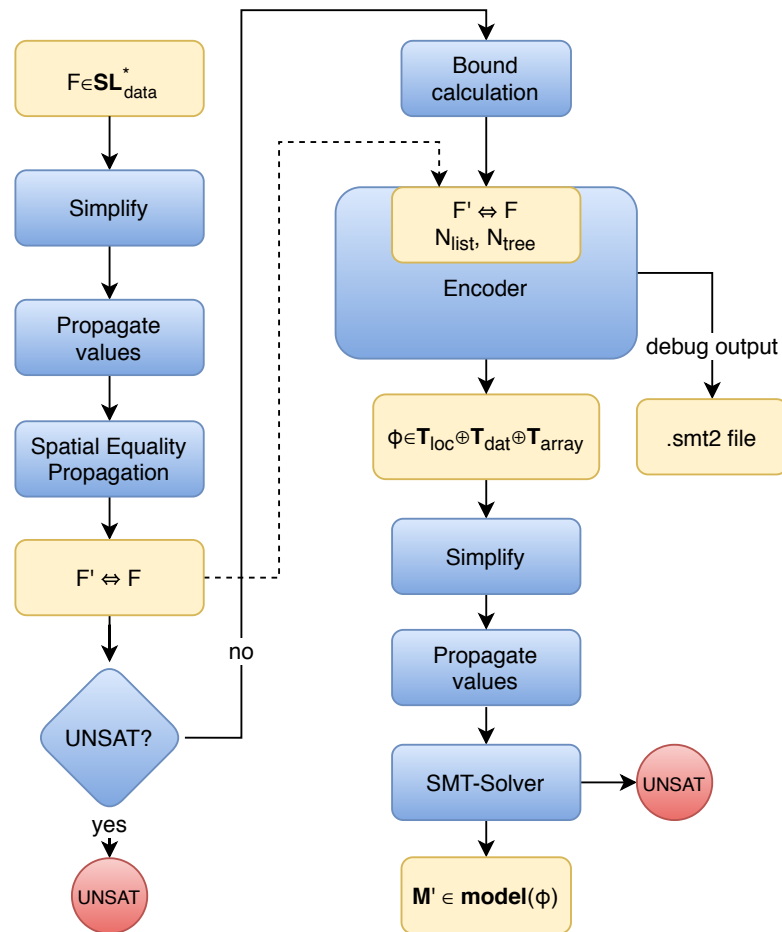 F∈SL*data
Simplify
Propagate
values
Spatial Equality
Propagation
F' ⇔ F
UNSAT?
no
yes
UNSAT
Bound
calculation
F' ⇔ F
Nlist, Ntree
Encoder
debug output
.smt2 file
ϕ∈Tloc⊕Tdat⊕Tarray
Simplify
Propagate
values
SMT-Solver
UNSAT
M' ∈ model(ϕ)